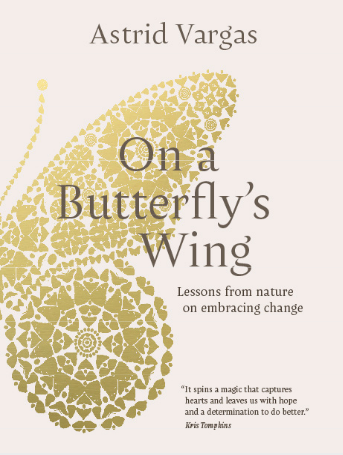 Astrid Vargas
On a
Butterfly’s
Wing
Lessons from nature
on embracing change
“It spins a magic that captures
hearts and leaves us with hope
and a determination to do better.”
Kris Tompkins